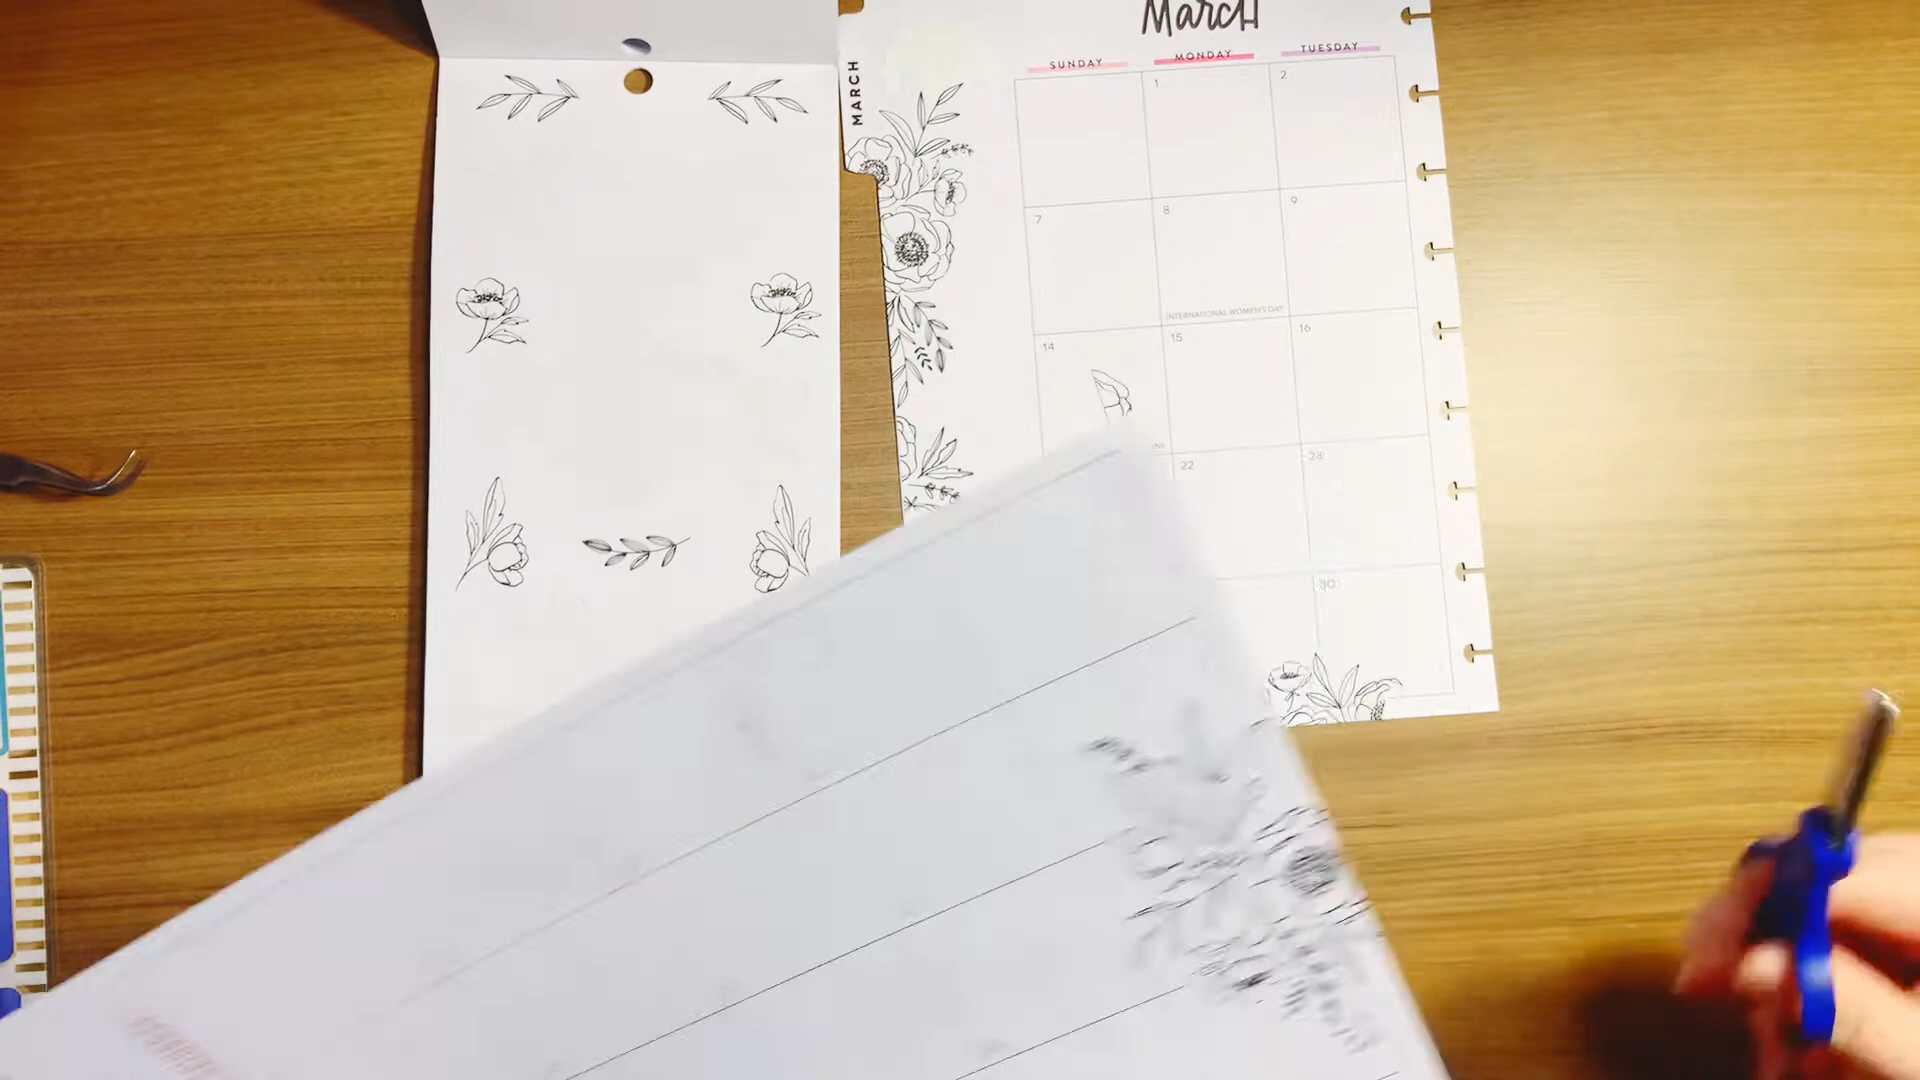 March
MARCH
SUNDAY MONDAY TUESDAY
1 2
7 8 9
INTERNATIONAL WOMEN'S DAY
14 15 16
22 23
30